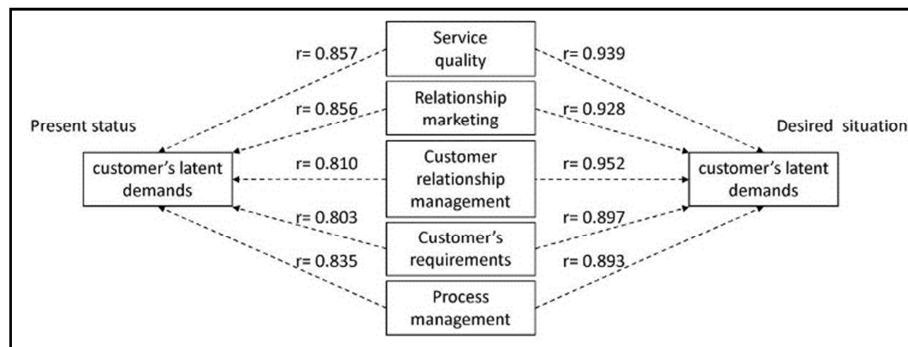 Service
quality
r= 0.857
r= 0.939
Relationship
marketing
r= 0.856
r= 0.928
Present status
Desired situation
customer's latent
demands
r= 0.810
Customer
relationship
management
r= 0.952
customer's latent
demands
r= 0.803
Customer's
requirements
r= 0.897
r= 0.835
Process
management
r= 0.893